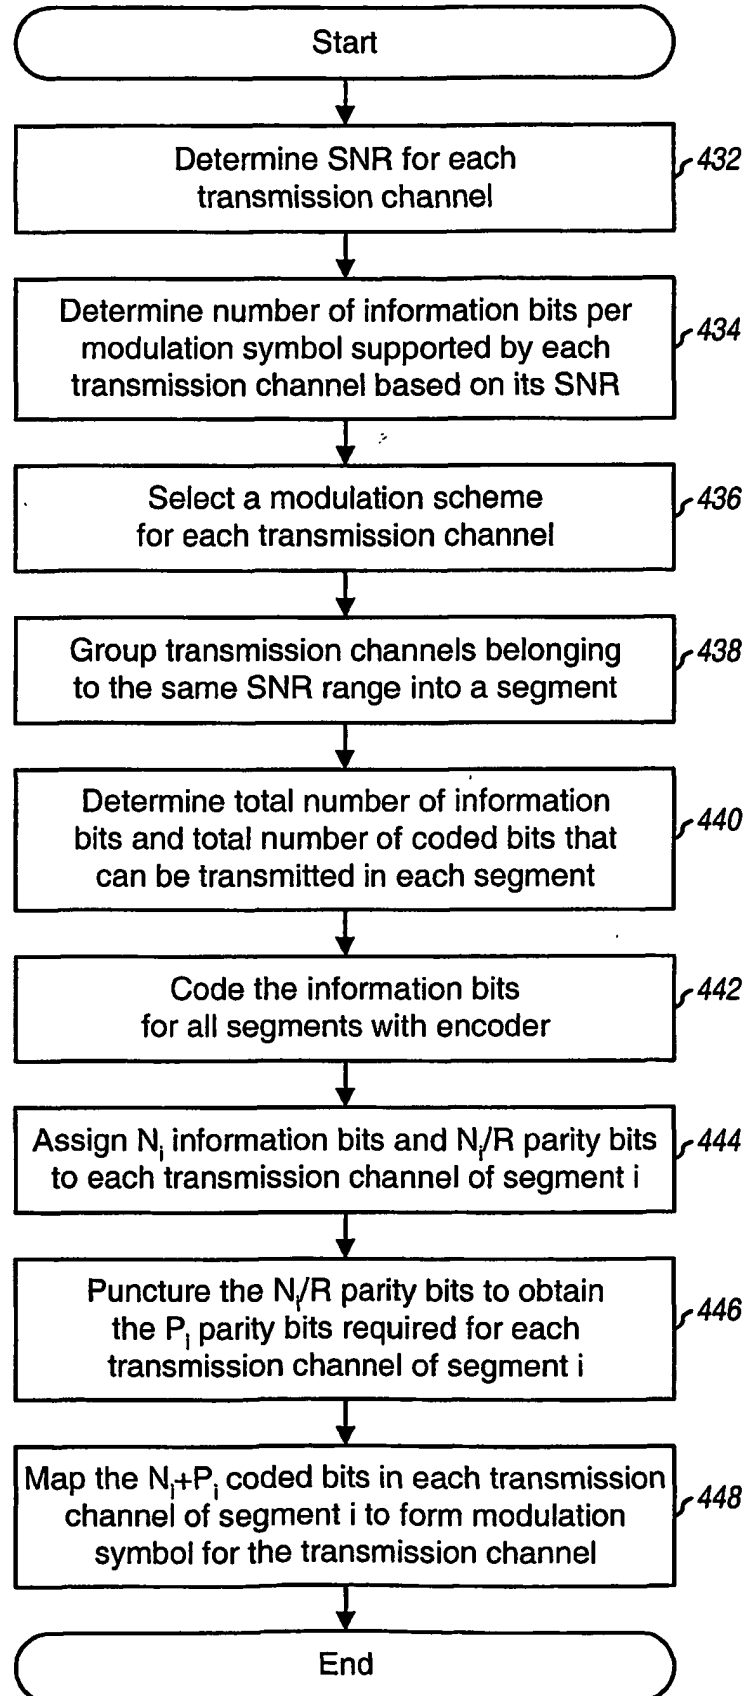 Start
Determine SNR for each
transmission channel
432
Determine number of information bits per
modulation symbol supported by each
transmission channel based on its SNR
434
Select a modulation scheme
for each transmission channel
436
Group transmission channels belonging
to the same SNR range into a segment
438
Determine total number of information
bits and total number of coded bits that
can be transmitted in each segment
440
Code the information bits
for all segments with encoder
442
Assign Ni information bits and Ni/R parity bits
to each transmission channel of segment i
444
Puncture the Ni/R parity bits to obtain
the Pi parity bits required for each
transmission channel of segment i
446
Map the Ni+Pi coded bits in each transmission
channel of segment i to form modulation
symbol for the transmission channel
448
End